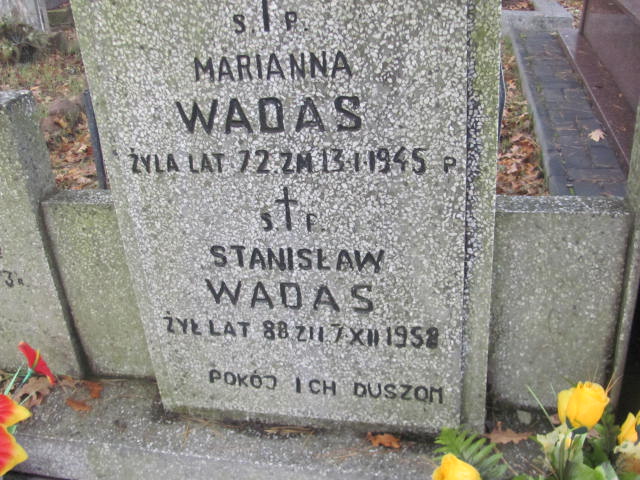 Ś. P.
MARIANNA
WADAS
ŻYŁA LAT 72. ZM. 13·I·1945 P.
Ś P.
STANISŁAW
WADAS
ŻYŁ LAT 88 ZM 7·XII 1958
POKÓJ ICH DUSZOM